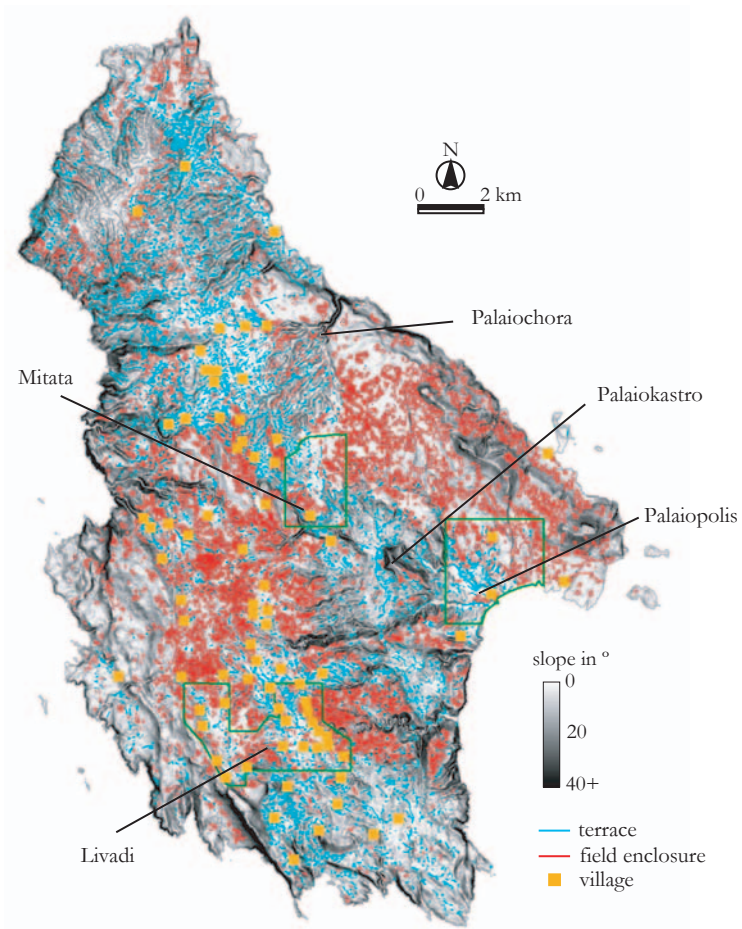 N
0 2 km
Palaiochora
Mitata
Palaiokastro
Palaiopolis
slope in °
0
20
40+
Livadi
terrace
field enclosure
village